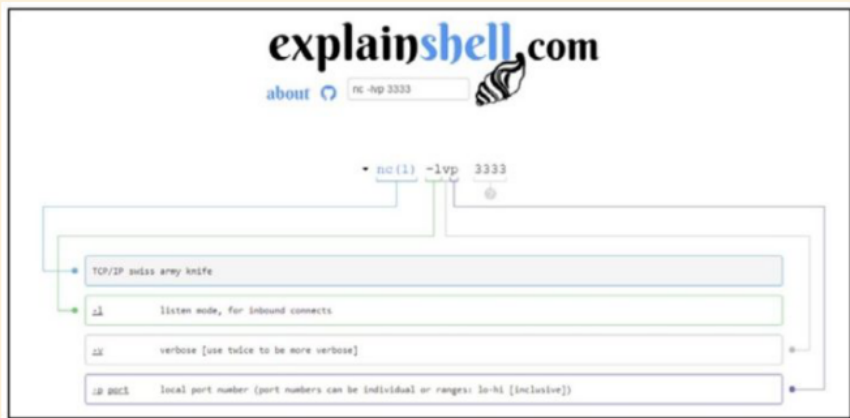 explainshell.com
about nc -lvp 3333
nc(1) -lvp 3333
TCP/IP swiss army knife
-l listen mode, for inbound connects
-v verbose [use twice to be more verbose]
-p port local port number (port numbers can be individual or ranges: lo-hi [inclusive])